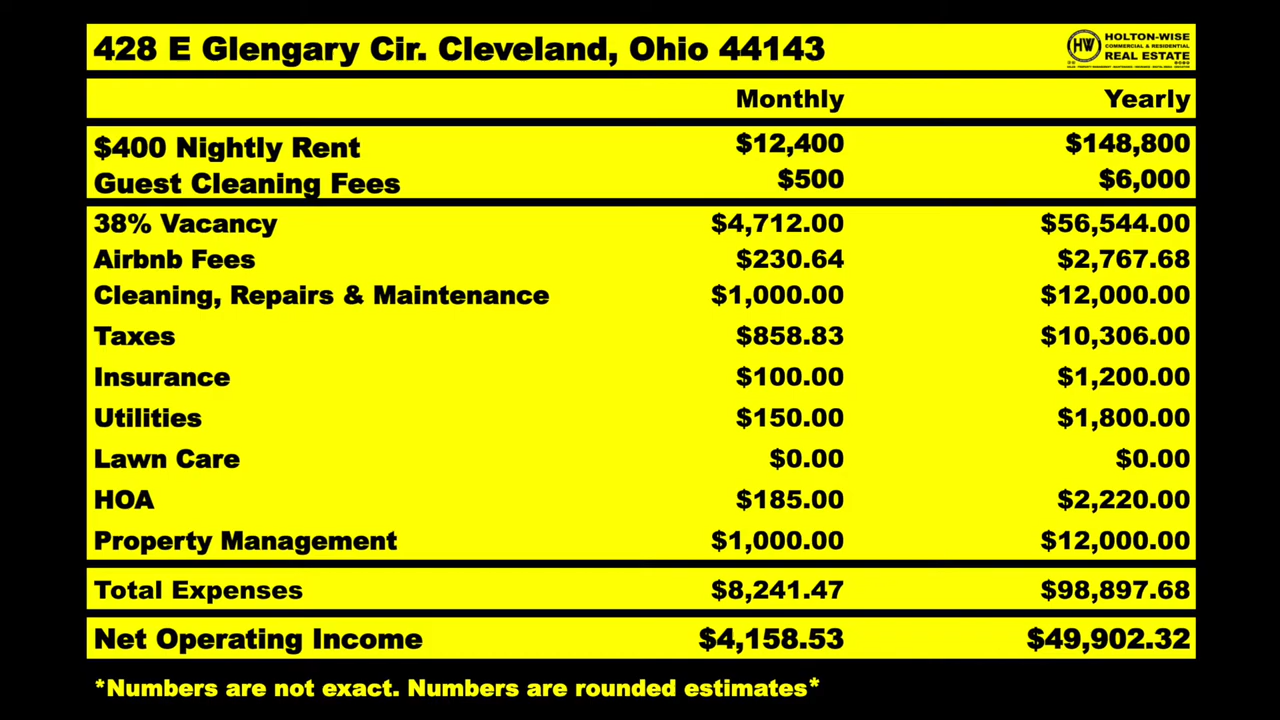 428 E Glengary Cir. Cleveland, Ohio 44143
HW
HOLTON-WISE
COMMERCIAL & RESIDENTIAL
REAL ESTATE
Monthly Yearly
$400 Nightly Rent $12,400 $148,800
Guest Cleaning Fees $500 $6,000
38% Vacancy $4,712.00 $56,544.00
Airbnb Fees $230.64 $2,767.68
Cleaning, Repairs & Maintenance $1,000.00 $12,000.00
Taxes $858.83 $10,306.00
Insurance $100.00 $1,200.00
Utilities $150.00 $1,800.00
Lawn Care $0.00 $0.00
HOA $185.00 $2,220.00
Property Management $1,000.00 $12,000.00
Total Expenses $8,241.47 $98,897.68
Net Operating Income $4,158.53 $49,902.32
*Numbers are not exact. Numbers are rounded estimates*